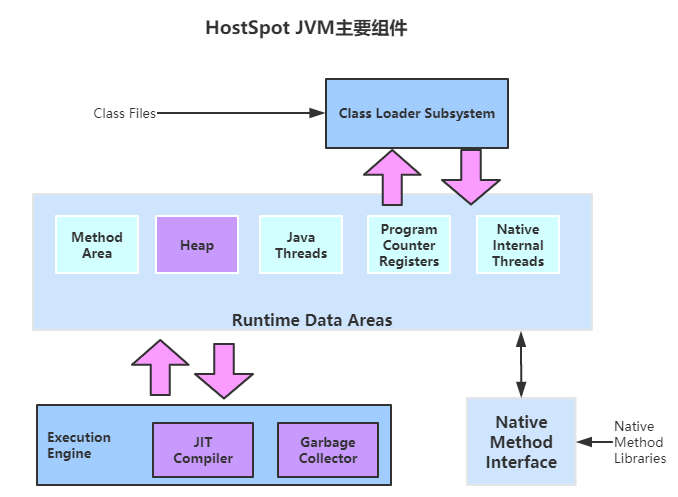 HostSpot JVM主要组件
Class Files
Class Loader Subsystem
Method
Area
Heap
Java
Threads
Program
Counter
Registers
Native
Internal
Threads
Runtime Data Areas
Execution
Engine
JIT
Compiler
Garbage
Collector
Native
Method
Interface
Native
Method
Libraries